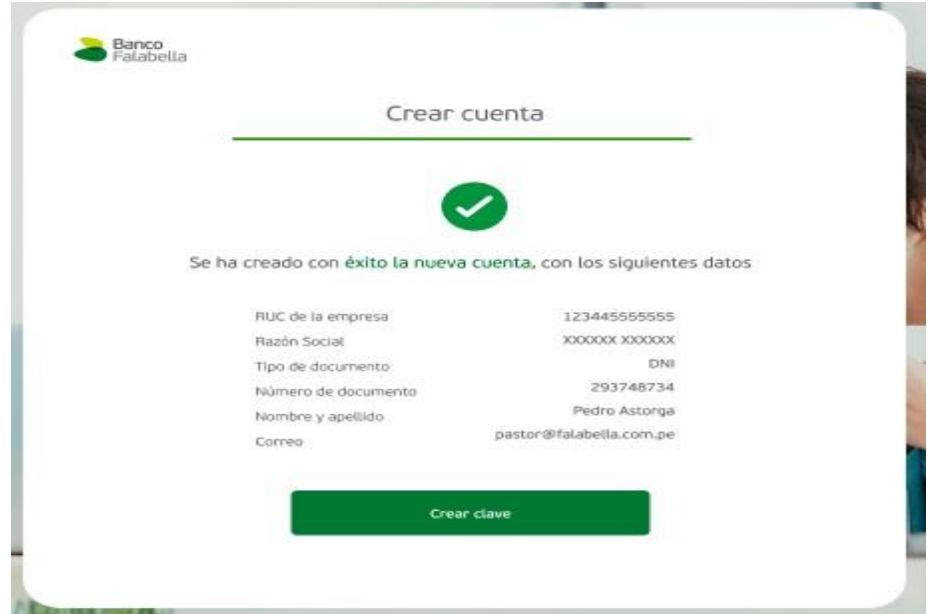 Banco
Falabella
Crear cuenta
Se ha creado con éxito la nueva cuenta, con los siguientes datos
RUC de la empresa 123445555555
Razón Social XXXXXX XXXXXX
Tipo de documento DNI
Número de documento 293748734
Nombre y apellido Pedro Astorga
Correo pastor@falabella.com.pe
Crear clave